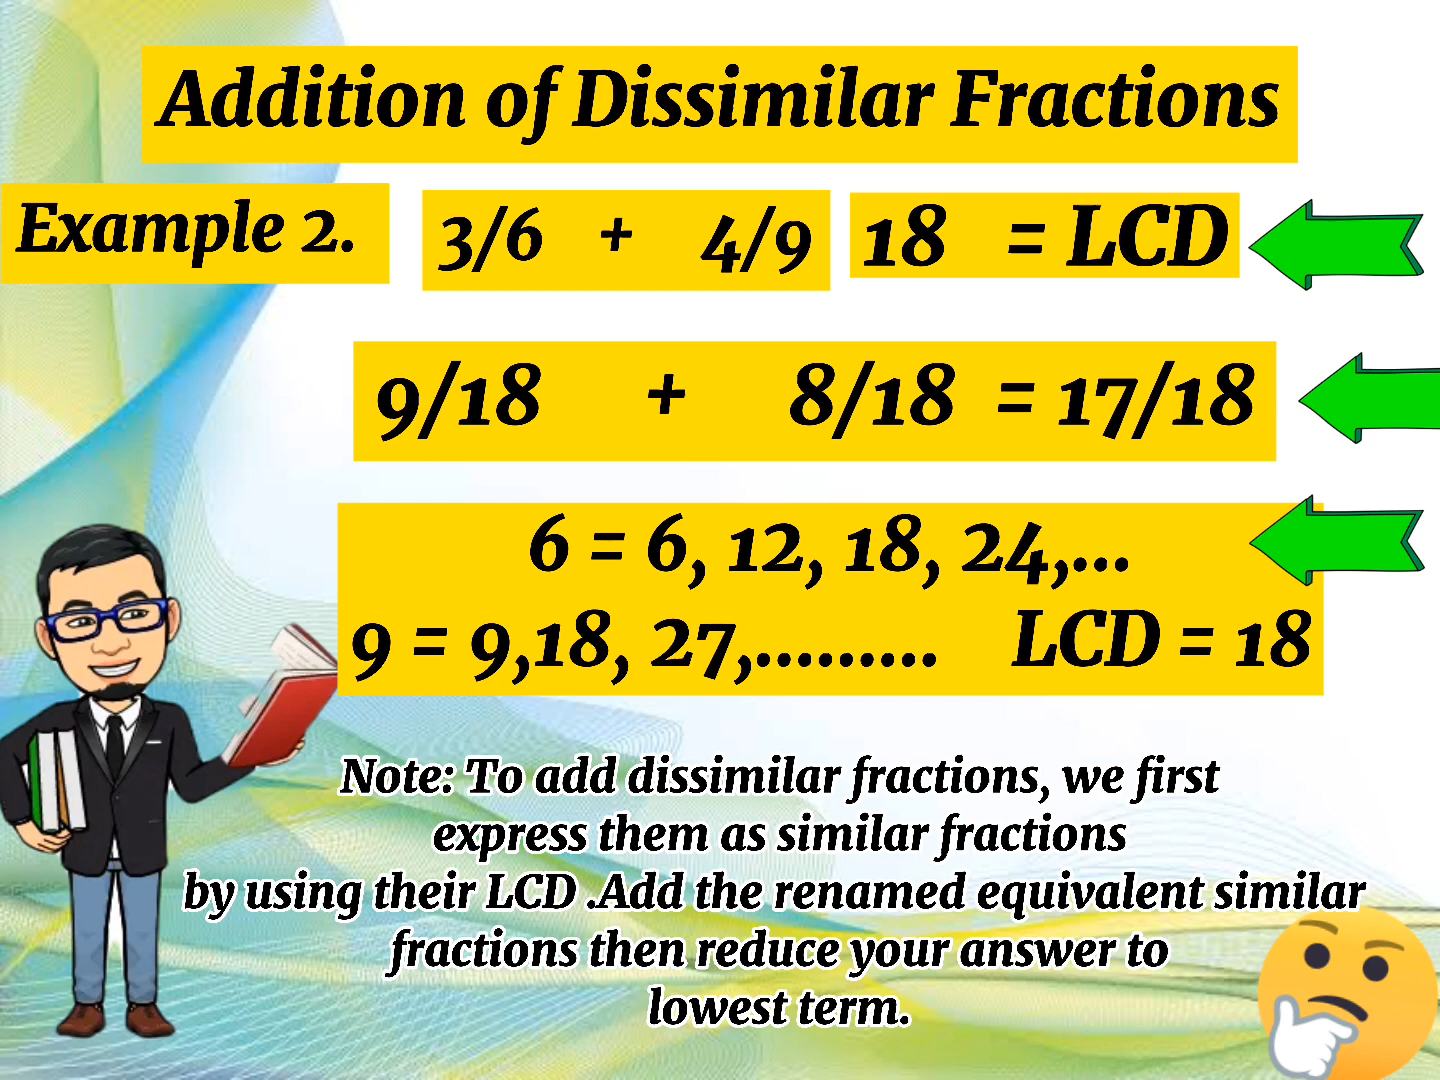 Addition of Dissimilar Fractions
Example 2. 3/6 + 4/9 18 = LCD
9/18 + 8/18 = 17/18
6 = 6, 12, 18, 24,...
9 = 9,18, 27,......... LCD = 18
Note: To add dissimilar fractions, we first
express them as similar fractions
by using their LCD .Add the renamed equivalent similar
fractions then reduce your answer to
lowest term.